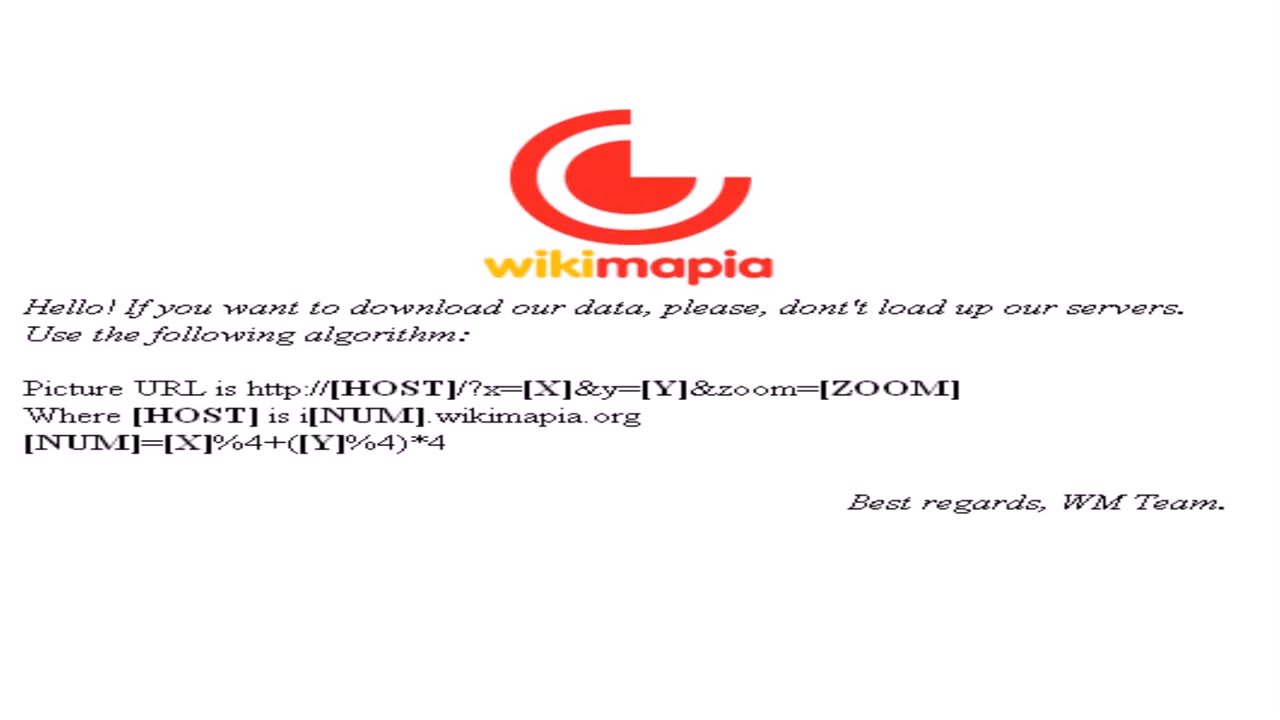 wikimapia
Hello! If you want to download our data, please, dont't load up our servers.
Use the following algorithm:
Picture URL is http://[HOST]/?x=[X]&y=[Y]&zoom=[ZOOM]
Where [HOST] is i[NUM].wikimapia.org
[NUM]=[X]%4+([Y]%4)*4
Best regards, WM Team.